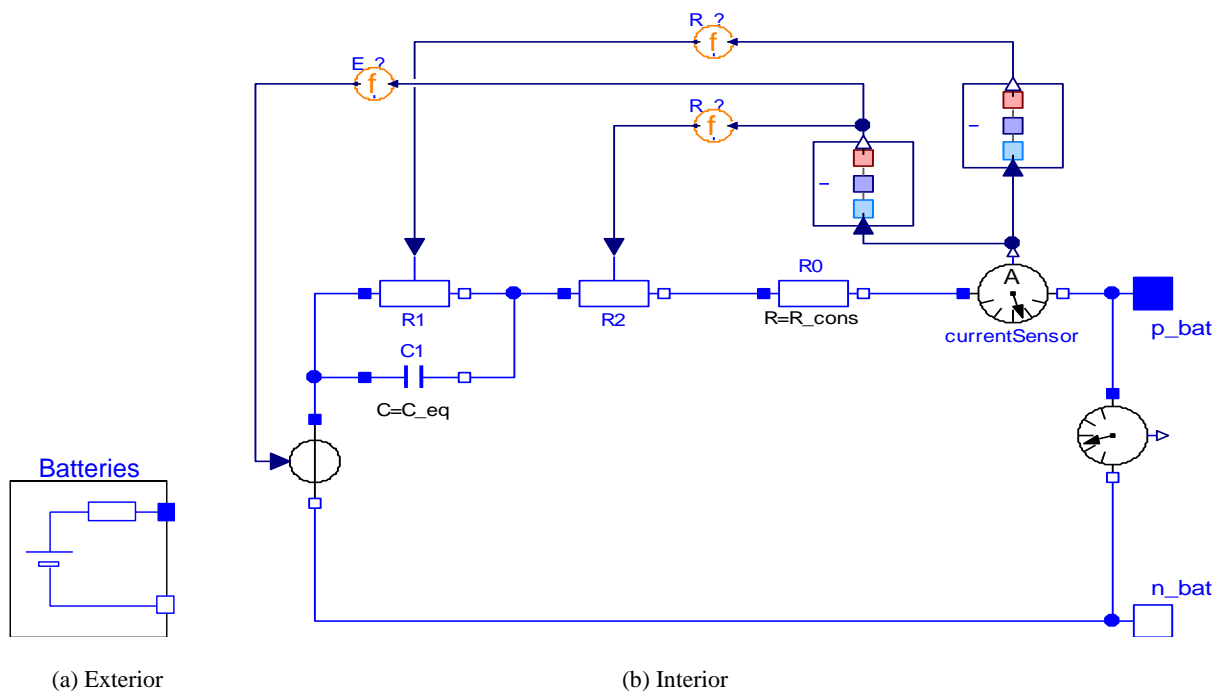 R_?
E_?
f
f
R_?
f
–
–
R0
A
R1
R2
R=R_cons
currentSensor
p_bat
C1
C=C_eq
Batteries
n_bat
(a) Exterior
(b) Interior